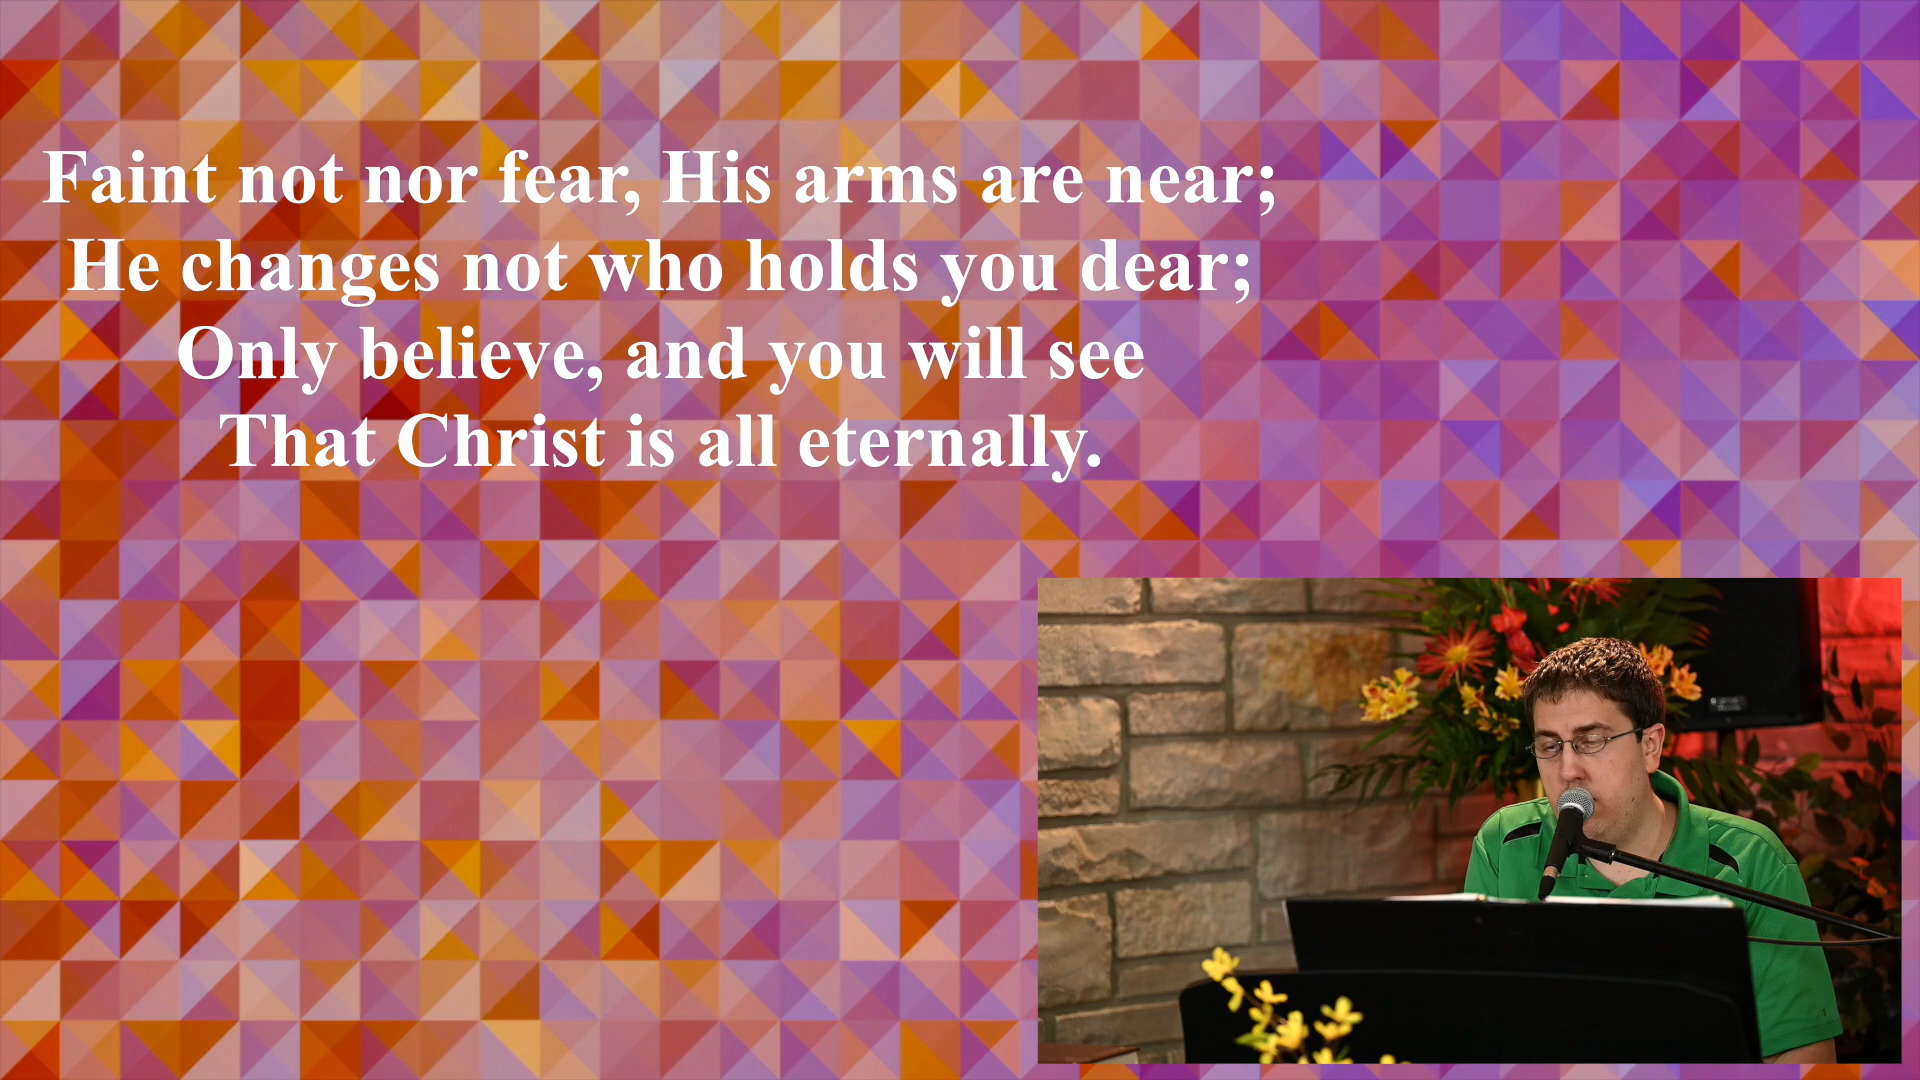 Faint not nor fear, His arms are near;
He changes not who holds you dear;
Only believe, and you will see
That Christ is all eternally.